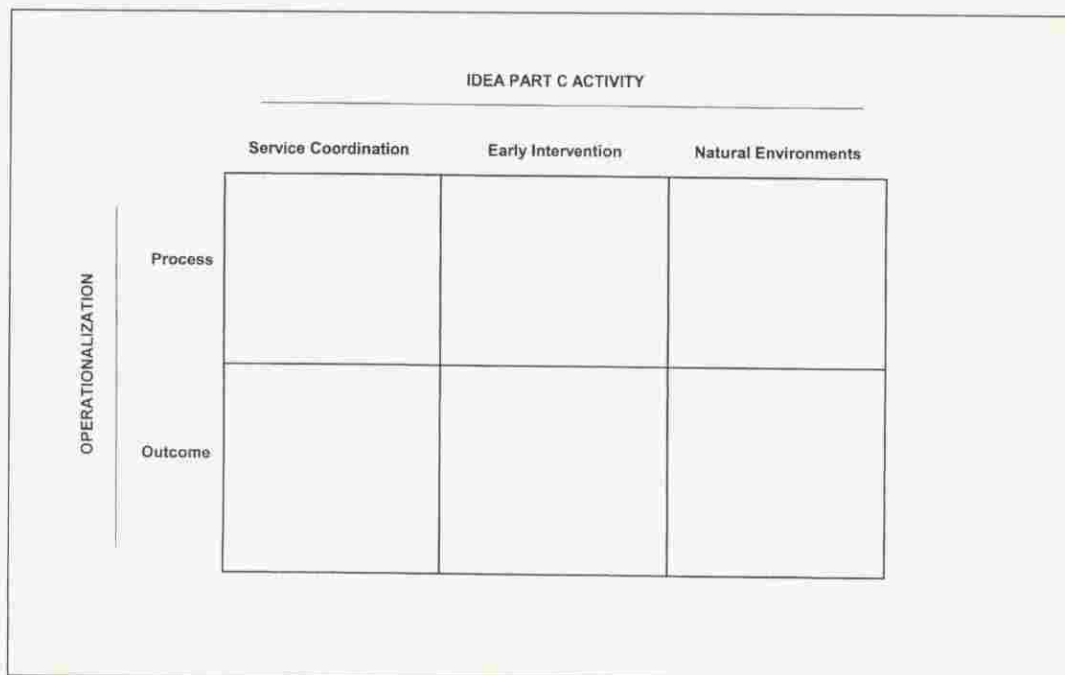 IDEA PART C ACTIVITY
Service Coordination Early Intervention Natural Environments
OPERATIONALIZATION
Process
Outcome